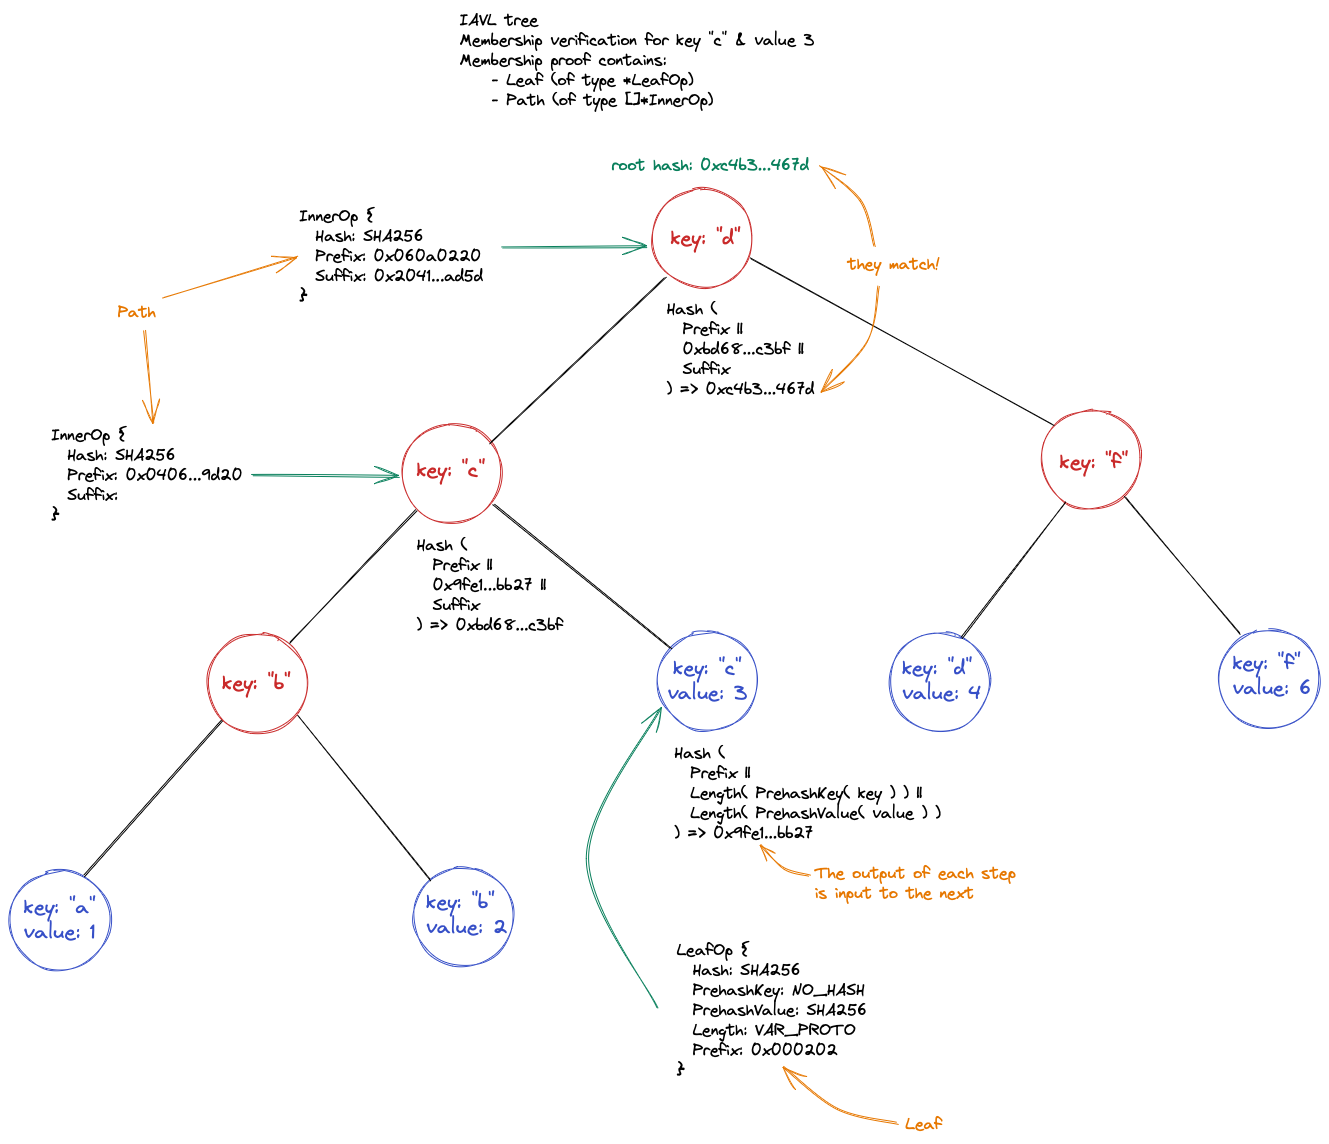 IAVL tree
Membership verification for key "c" & value 3
Membership proof contains:
- Leaf (of type *LeafOp)
- Path (of type []*InnerOp)
root hash: 0xc4b3...467d
InnerOp {
Hash: SHA256
Prefix: 0x060a0220
Suffix: 0x2041...ad5d
}
key: "d"
they match!
Path
Hash (
Prefix ||
0xbd68...c3bf ||
Suffix
) => 0xc4b3...467d
InnerOp {
Hash: SHA256
Prefix: 0x0406...9d20
Suffix:
}
key: "c"
key: "f"
Hash (
Prefix ||
0x9fe1...bb27 ||
Suffix
) => 0xbd68...c3bf
key: "b"
key: "c"
value: 3
key: "d"
value: 4
key: "f"
value: 6
Hash (
Prefix ||
Length( PrehashKey( key ) ) ||
Length( PrehashValue( value ) )
) => 0x9fe1...bb27
The output of each step
is input to the next
key: "a"
value: 1
key: "b"
value: 2
LeafOp {
Hash: SHA256
PrehashKey: NO_HASH
PrehashValue: SHA256
Length: VAR_PROTO
Prefix: 0x000202
}
Leaf